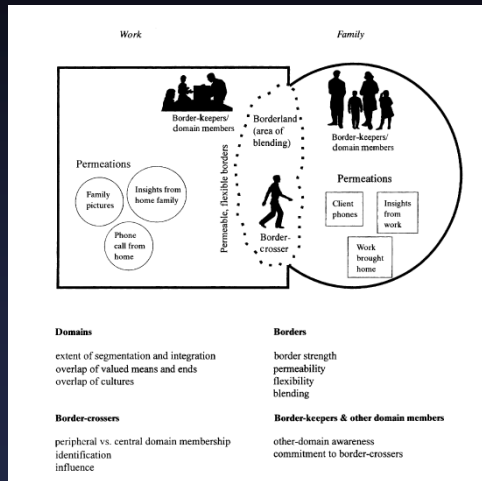 Work
Family
Border-keepers/
domain members
Borderland
(area of
blending)
Border-keepers/
domain members
Permeations
Family
pictures
Insights from
home family
Phone
call from
home
Permeable, flexible borders
Border-
crosser
Permeations
Client
phones
Insights
from
work
Work
brought
home
Domains
extent of segmentation and integration
overlap of valued means and ends
overlap of cultures
Borders
border strength
permeability
flexibility
blending
Border-crossers
peripheral vs. central domain membership
identification
influence
Border-keepers & other domain members
other-domain awareness
commitment to border-crossers